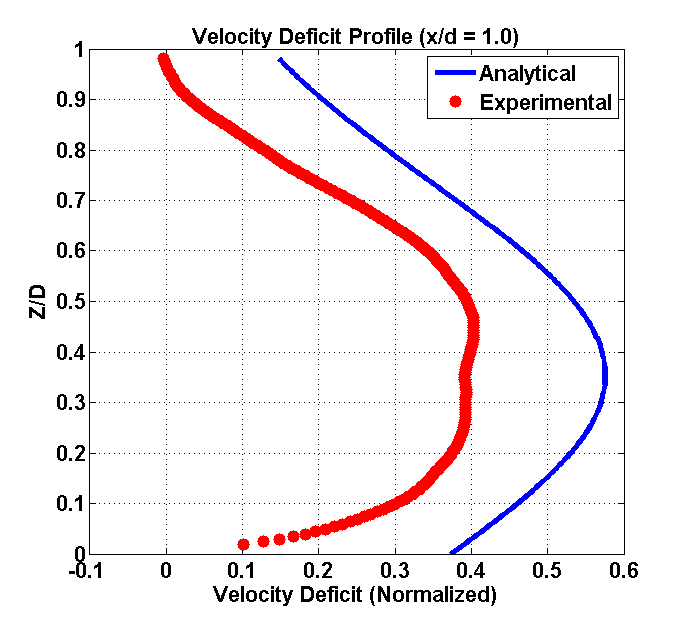 Velocity Deficit Profile (x/d = 1.0)
Analytical
Experimental
Z/D
1
0.9
0.8
0.7
0.6
0.5
0.4
0.3
0.2
0.1
0
-0.1 0 0.1 0.2 0.3 0.4 0.5 0.6
Velocity Deficit (Normalized)